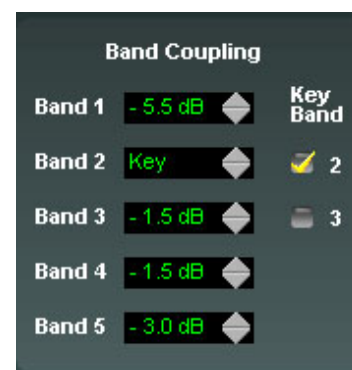 Band Coupling
Band 1 - 5.5 dB Key Band
Band 2 Key 2
Band 3 - 1.5 dB 3
Band 4 - 1.5 dB
Band 5 - 3.0 dB